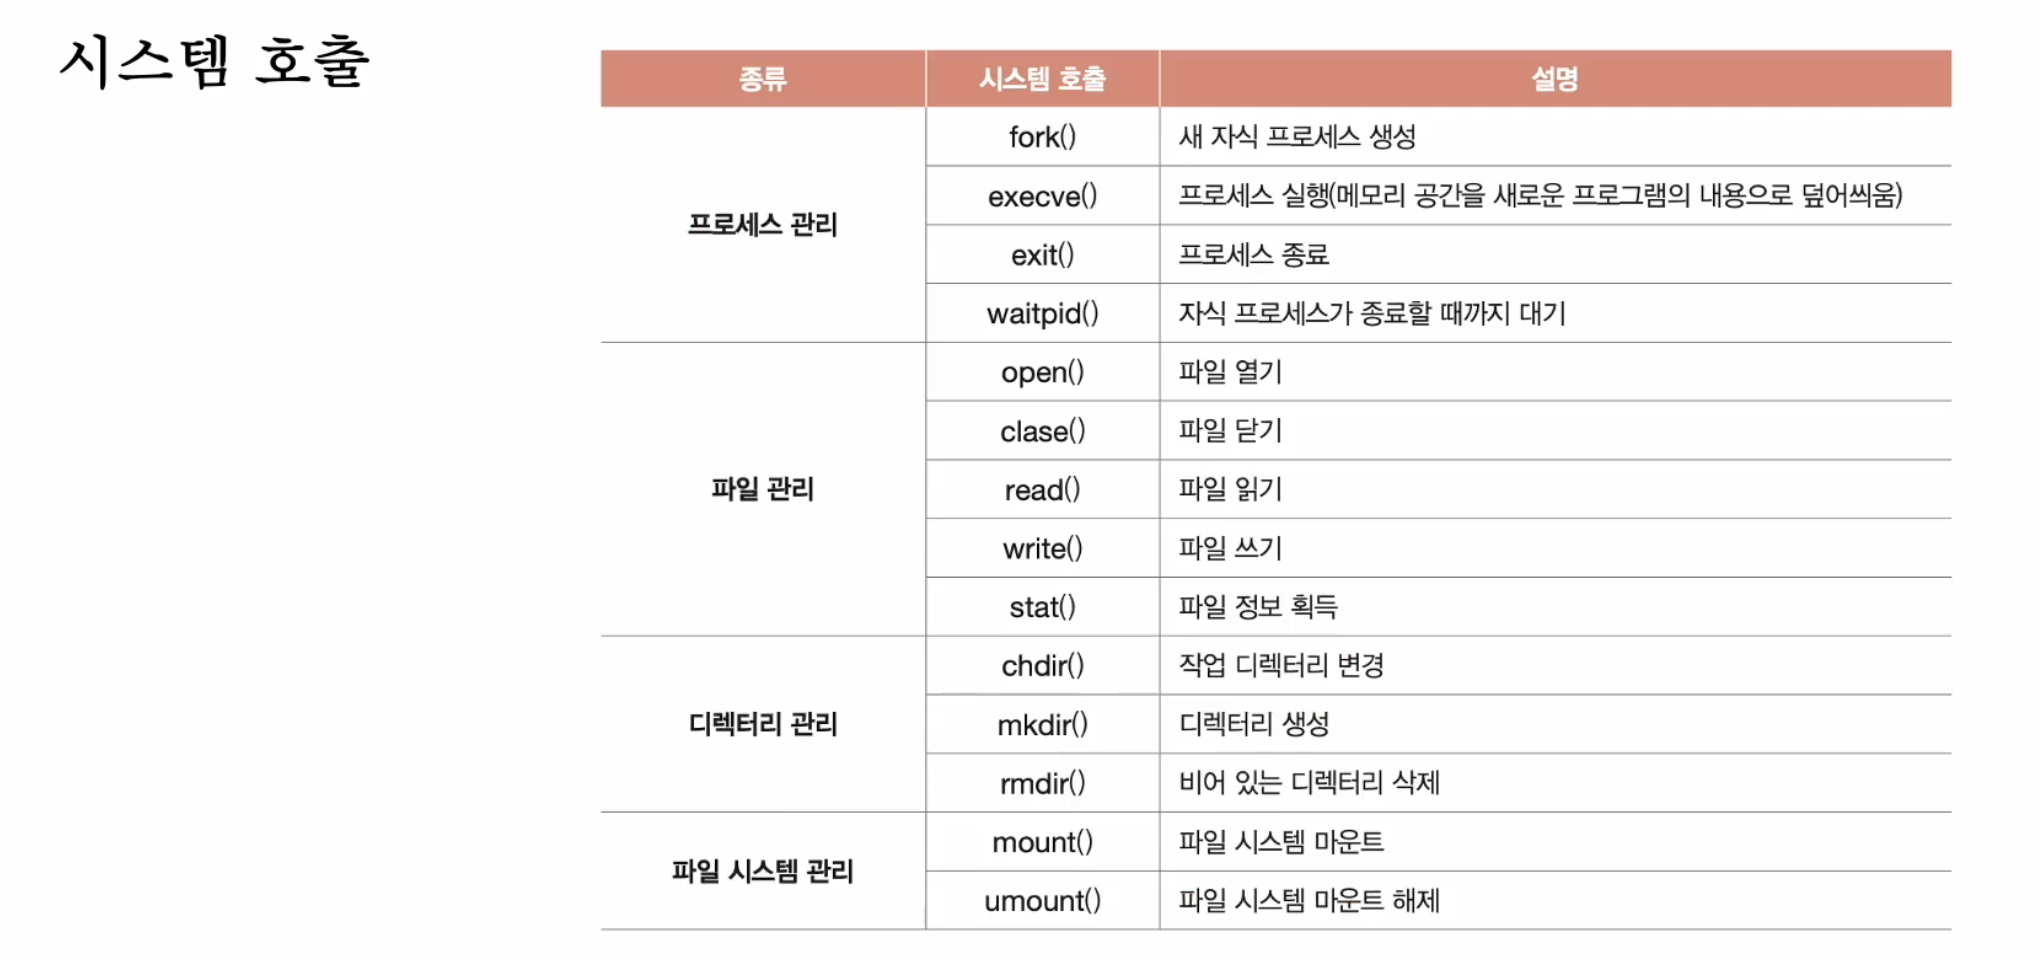 시스템 호출
종류 시스템 호출 설명
프로세스 관리
fork() 새 자식 프로세스 생성
execve() 프로세스 실행(메모리 공간을 새로운 프로그램의 내용으로 덮어씌움)
exit() 프로세스 종료
waitpid() 자식 프로세스가 종료할 때까지 대기
파일 관리
open() 파일 열기
clase() 파일 닫기
read() 파일 읽기
write() 파일 쓰기
stat() 파일 정보 획득
디렉터리 관리
chdir() 작업 디렉터리 변경
mkdir() 디렉터리 생성
rmdir() 비어 있는 디렉터리 삭제
파일 시스템 관리
mount() 파일 시스템 마운트
umount() 파일 시스템 마운트 해제